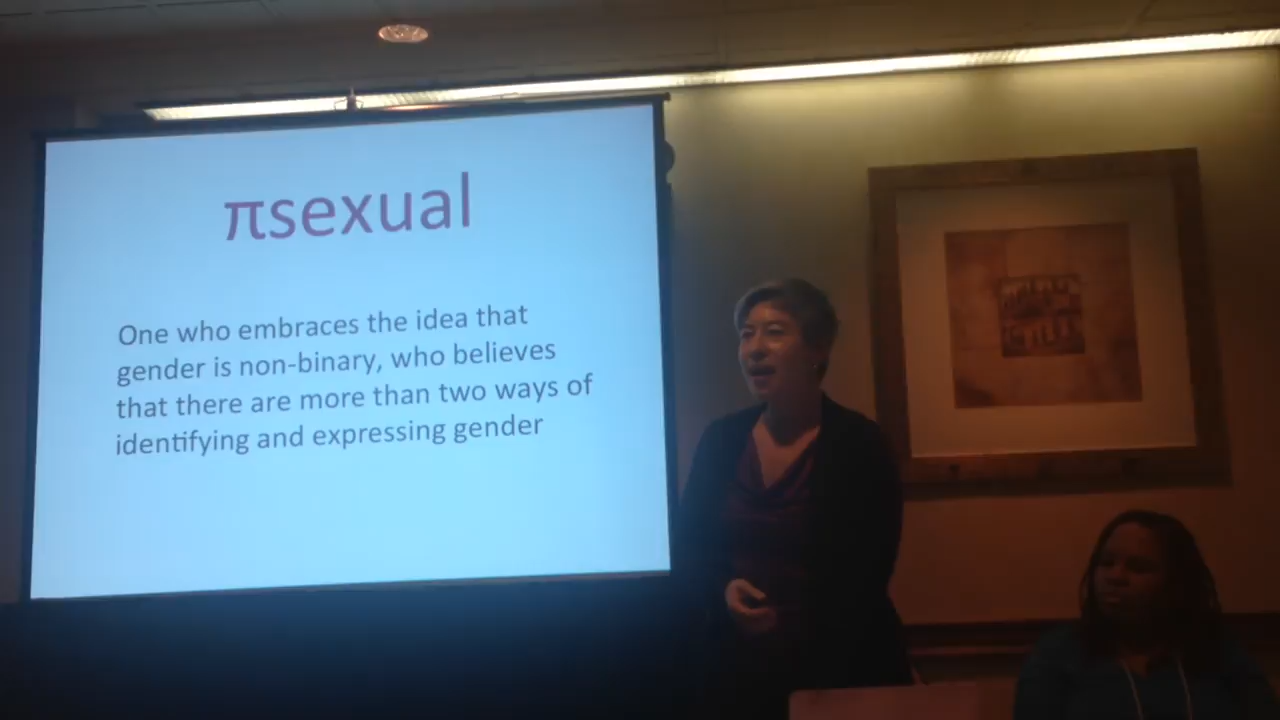 πsexual
One who embraces the idea that
gender is non-binary, who believes
that there are more than two ways of
identifying and expressing gender